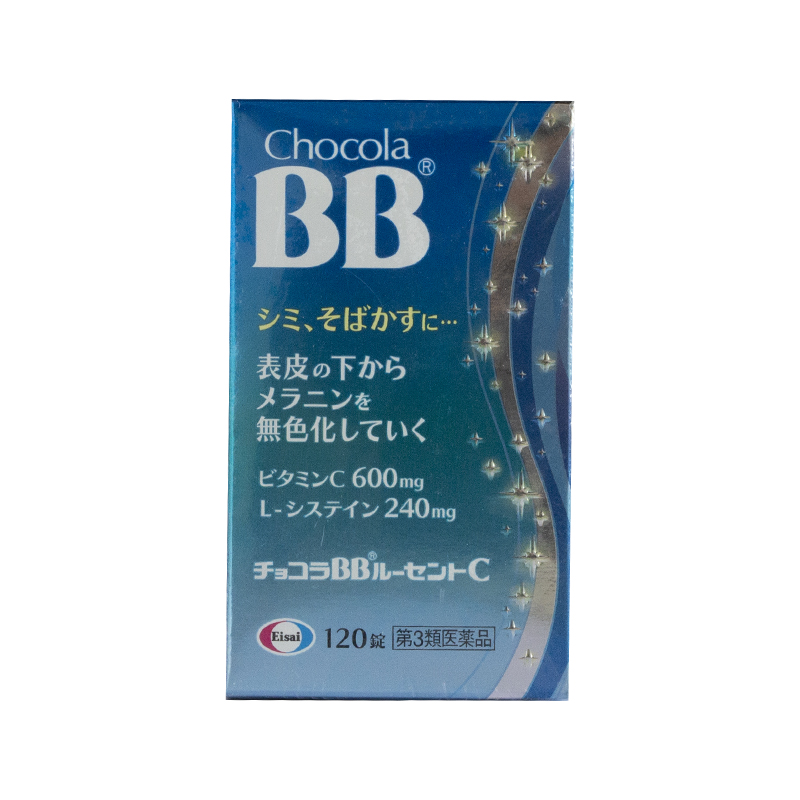 Chocola
BB®
シミ、そばかすに…
表皮の下から
メラニンを
無色化していく
ビタミンC 600mg
L-システイン 240mg
チョコラBB®ルーセントC
Eisai 120錠 第3類医薬品